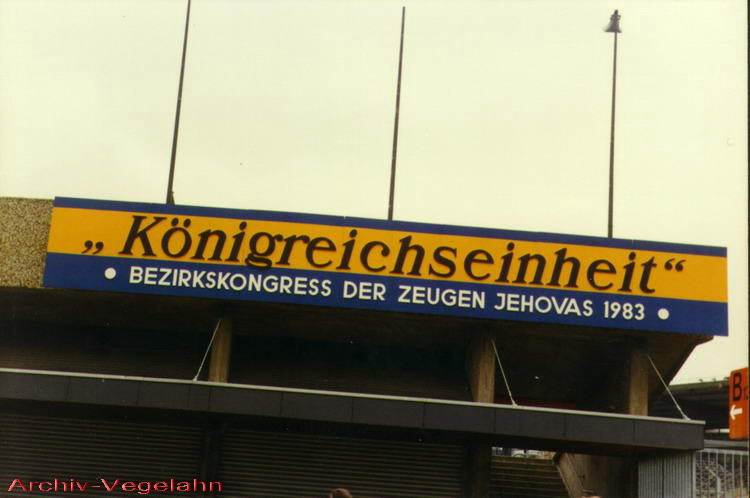 „Königreichseinheit“
• BEZIRKSKONGRESS DER ZEUGEN JEHOVAS 1983 •
Archiv-Vegelahn